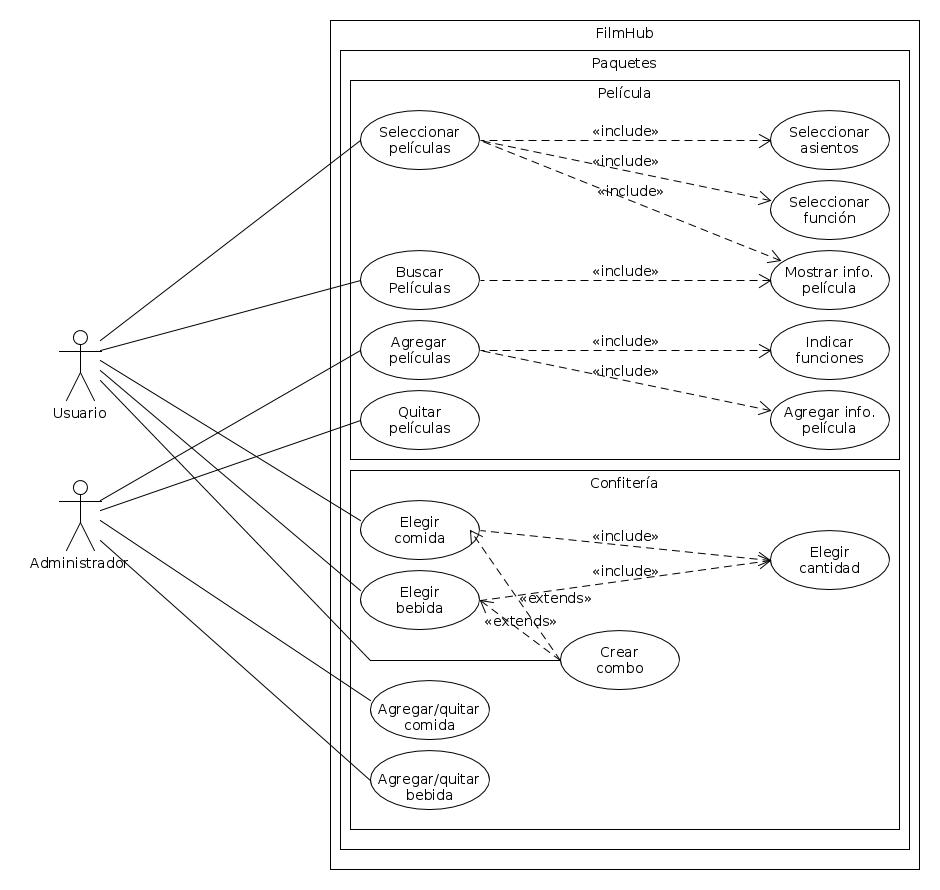 FilmHub
Paquetes
Película
Seleccionar
películas
«include»
Seleccionar
asientos
«include»
Seleccionar
función
«include»
Buscar
Películas
«include»
Mostrar info.
película
Agregar
películas
«include»
Indicar
funciones
«include»
Quitar
películas
Agregar info.
película
Usuario
Administrador
Confitería
Elegir
comida
«include»
Elegir
cantidad
Elegir
bebida
«include»
«extends»
«extends»
Crear
combo
Agregar/quitar
comida
Agregar/quitar
bebida